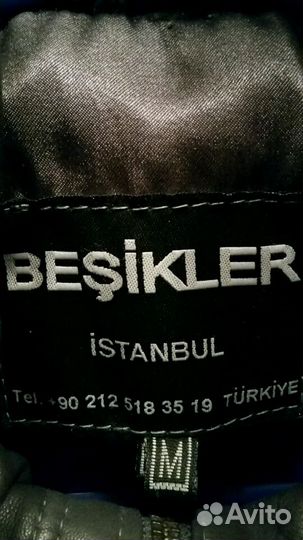 BEŞİKLER
İSTANBUL
Tel. +90 212 518 35 19 TÜRKİYE
M
Avito